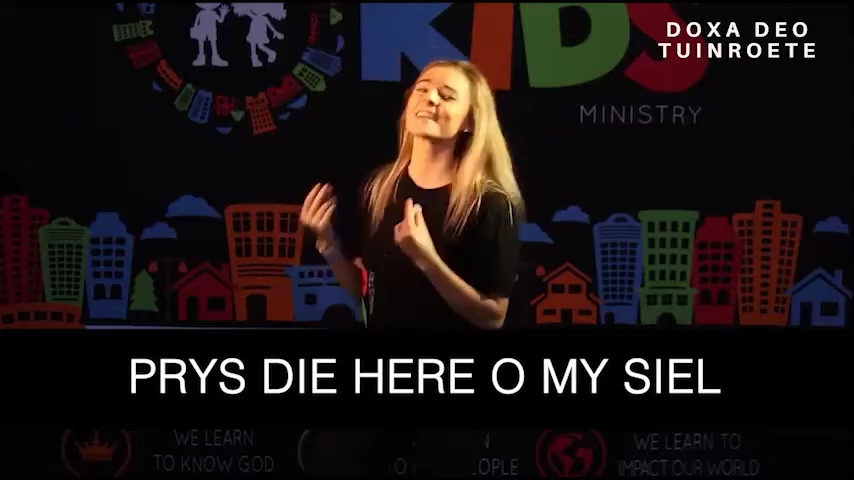 DOXA DEO
TUINROETE
KIDS
MINISTRY
PRYS DIE HERE O MY SIEL
WE LEARN
TO KNOW GOD
WE LEARN TO
IMPACT OUR WORLD